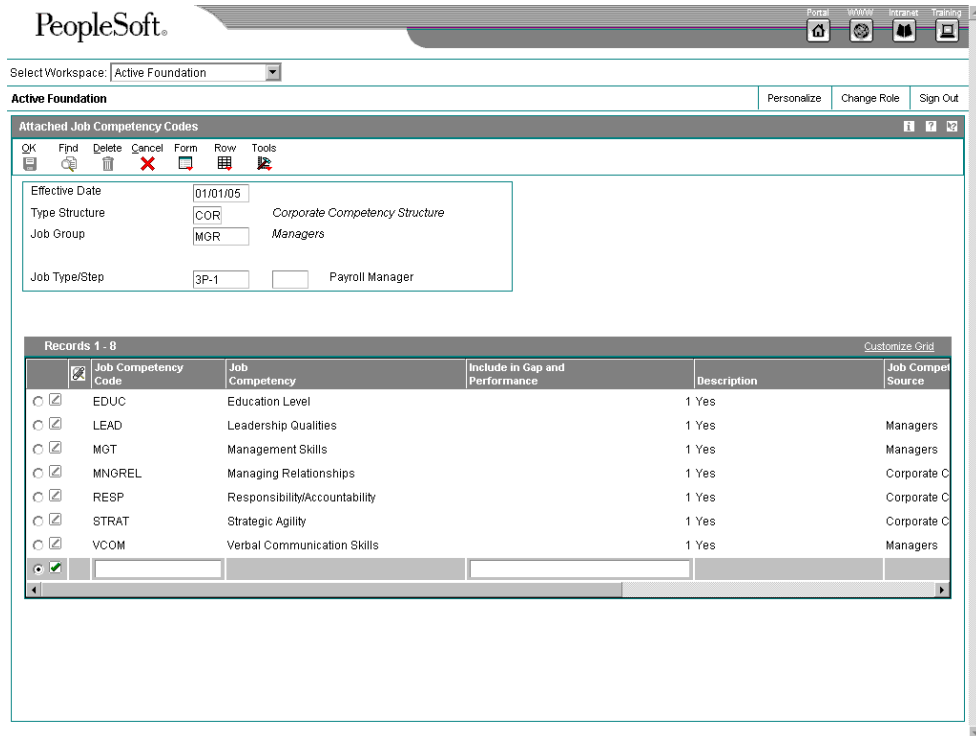 PeopleSoft®
Portal WWW Intranet Training
Select Workspace: Active Foundation
Active Foundation Personalize Change Role Sign Out
Attached Job Competency Codes i ? ?
OK Find Delete Cancel Form Row Tools
Effective Date 01/01/05
Type Structure COR Corporate Competency Structure
Job Group MGR Managers
Job Type/Step 3P-1 Payroll Manager
Records 1 - 8 Customize Grid
Job Competency Code Job Competency Include in Gap and Performance Description Job Compet Source
EDUC Education Level 1 Yes
LEAD Leadership Qualities 1 Yes Managers
MGT Management Skills 1 Yes Managers
MNGREL Managing Relationships 1 Yes Corporate C
RESP Responsibility/Accountability 1 Yes Corporate C
STRAT Strategic Agility 1 Yes Corporate C
VCOM Verbal Communication Skills 1 Yes Managers